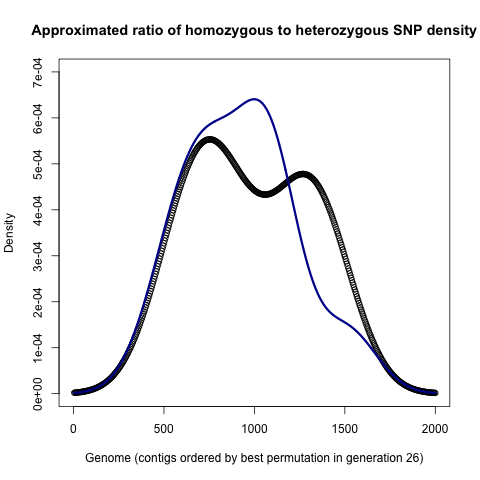 Approximated ratio of homozygous to heterozygous SNP density
7e-04
6e-04
5e-04
4e-04
3e-04
2e-04
1e-04
0e+00
Density
0 500 1000 1500 2000
Genome (contigs ordered by best permutation in generation 26)